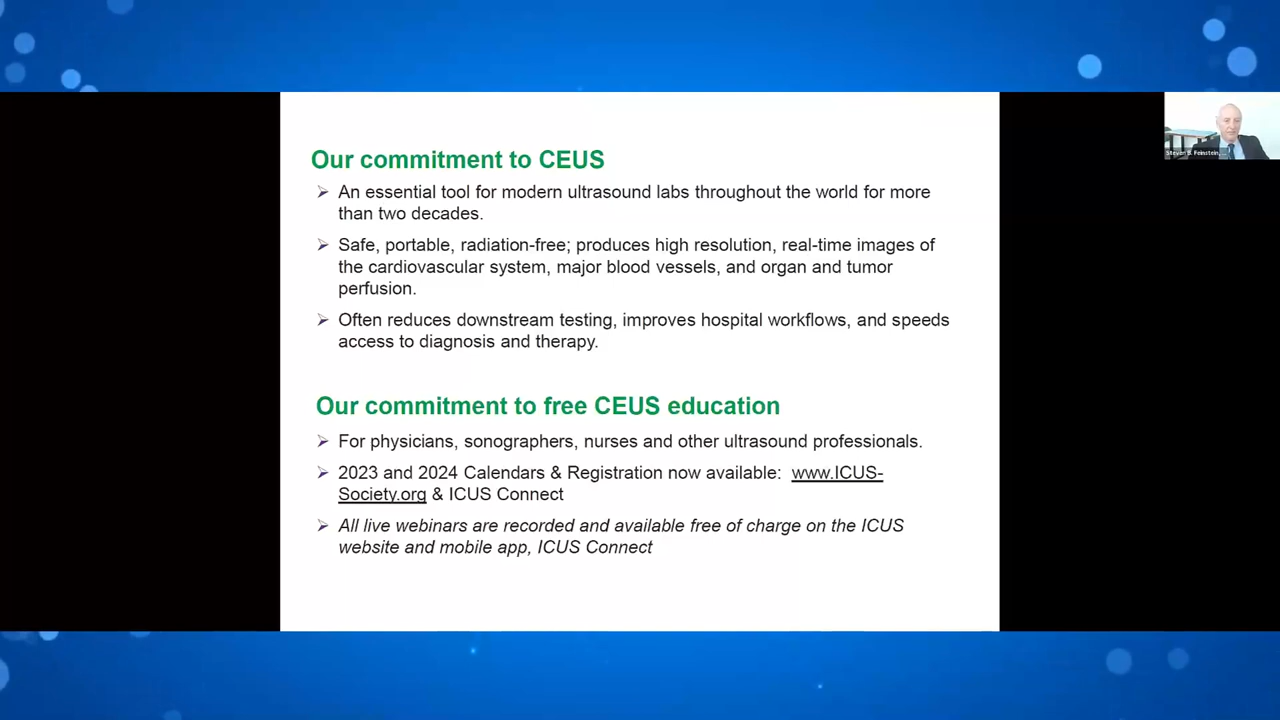 Our commitment to CEUS
An essential tool for modern ultrasound labs throughout the world for more
than two decades.
Safe, portable, radiation-free; produces high resolution, real-time images of
the cardiovascular system, major blood vessels, and organ and tumor
perfusion.
Often reduces downstream testing, improves hospital workflows, and speeds
access to diagnosis and therapy.
Our commitment to free CEUS education
For physicians, sonographers, nurses and other ultrasound professionals.
2023 and 2024 Calendars & Registration now available: www.ICUS-
Society.org & ICUS Connect
All live webinars are recorded and available free of charge on the ICUS
website and mobile app, ICUS Connect
Steven B. Feinstein,